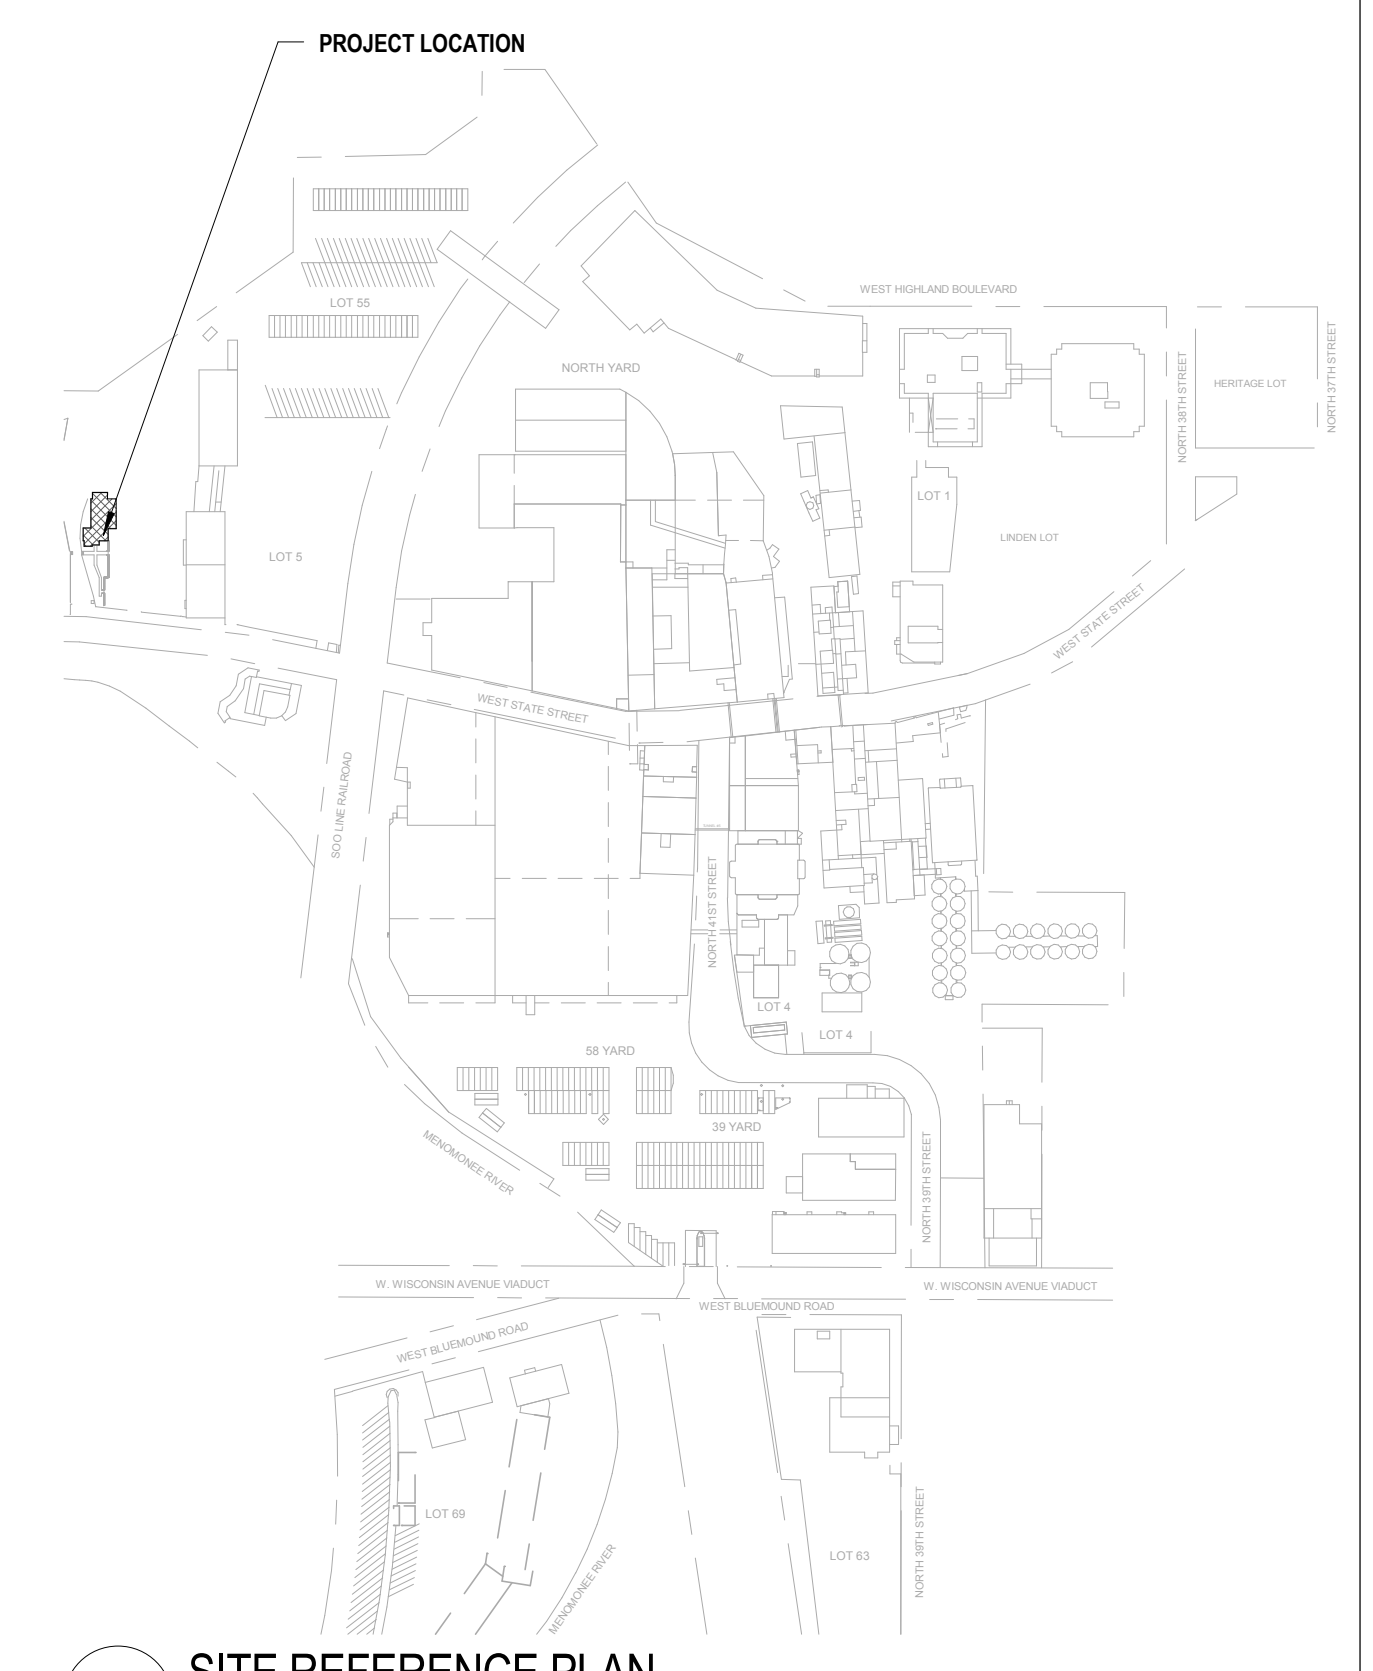 PROJECT LOCATION
WEST HIGHLAND BOULEVARD
LOT 55
NORTH 37TH STREET
NORTH 38TH STREET
NORTH YARD
HERITAGE LOT
LOT 1
LINDEN LOT
LOT 5
WEST STATE STREET
WEST STATE STREET
SOO LINE RAILROAD
NORTH 41ST STREET
LOT 4
LOT 4
58 YARD
39 YARD
MENOMONEE RIVER
NORTH 39TH STREET
W. WISCONSIN AVENUE VIADUCT
W. WISCONSIN AVENUE VIADUCT
WEST BLUEMOUND ROAD
WEST BLUEMOUND ROAD
LOT 69
LOT 63
NORTH 39TH STREET
MENOMONEE RIVER
SITE REFERENCE PLAN